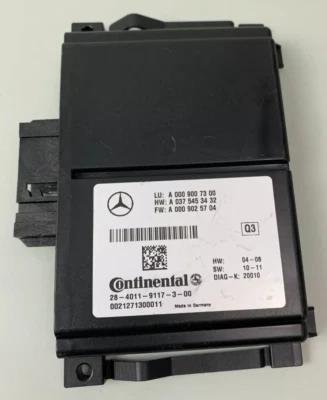 LU: A 000 900 73 00
HW: A 037 545 34 32
FW: A 000 902 57 04
Q3
Continental
28-4011-9117-3-00
0021271300011
Made in Germany
HW: 04-08
SW: 10-11
DIAG-K: 20010